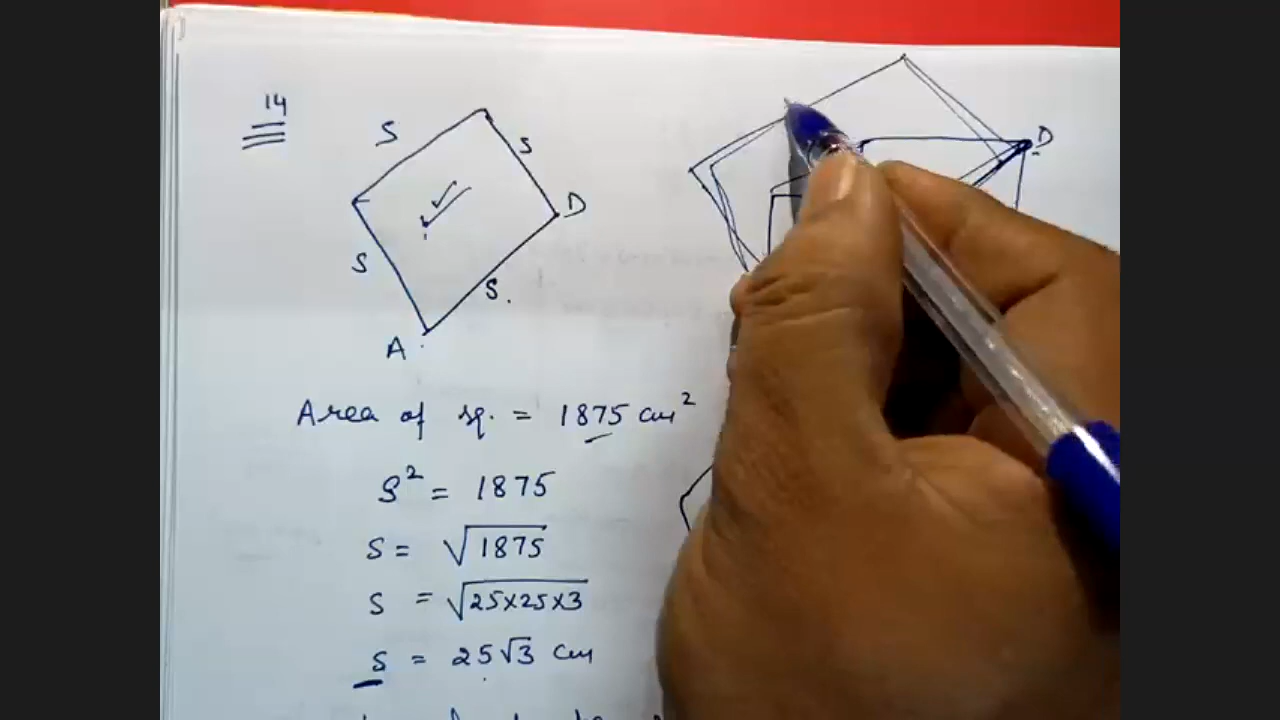 14
S
S
D
S
S.
A
D
Area of sq. = 1875 cm²
S² = 1875
S = √1875
S = √25×25×3
S = 25√3 cm